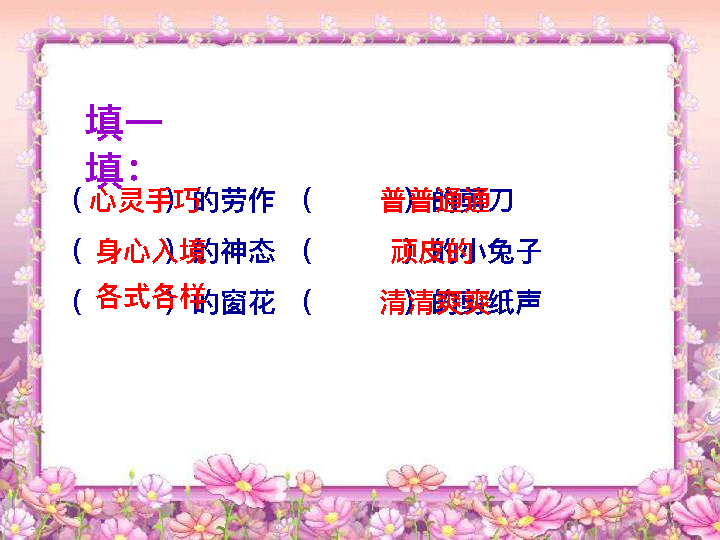 填一
填：
（心灵手巧）的劳作（普普通通）的剪刀
（身心入境）的神态（顽皮的）的小兔子
（各式各样）的窗花（清清爽爽）的剪纸声